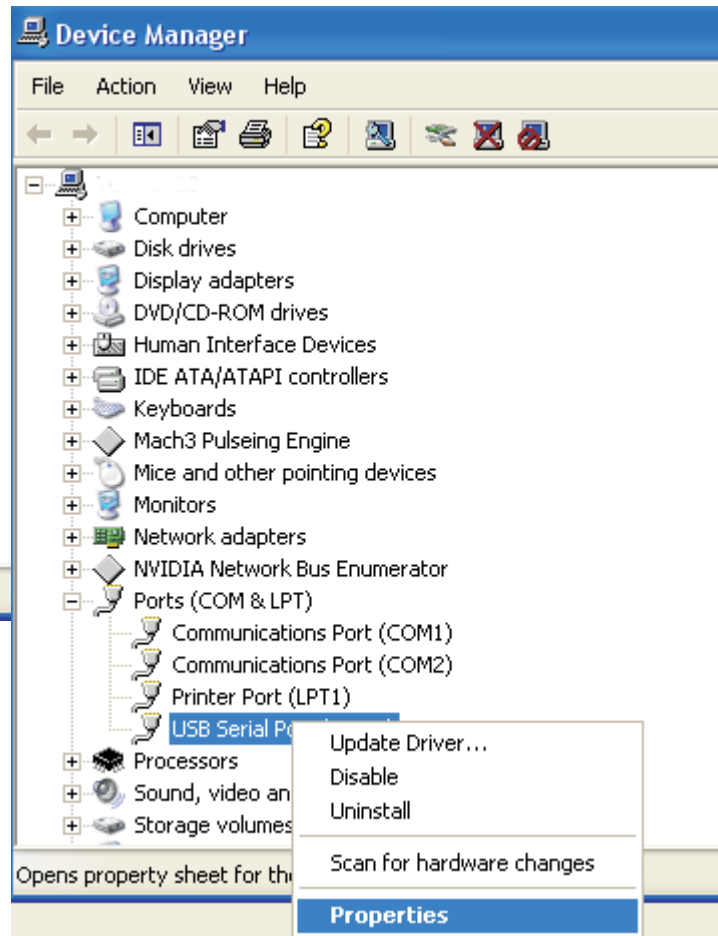 Device Manager
File Action View Help
Computer
Disk drives
Display adapters
DVD/CD-ROM drives
Human Interface Devices
IDE ATA/ATAPI controllers
Keyboards
Mach3 Pulseing Engine
Mice and other pointing devices
Monitors
Network adapters
NVIDIA Network Bus Enumerator
Ports (COM & LPT)
Communications Port (COM1)
Communications Port (COM2)
Printer Port (LPT1)
USB Serial
Update Driver...
Processors
Disable
Sound, video
Uninstall
Storage volumes
Scan for hardware changes
Opens property sheet for
Properties